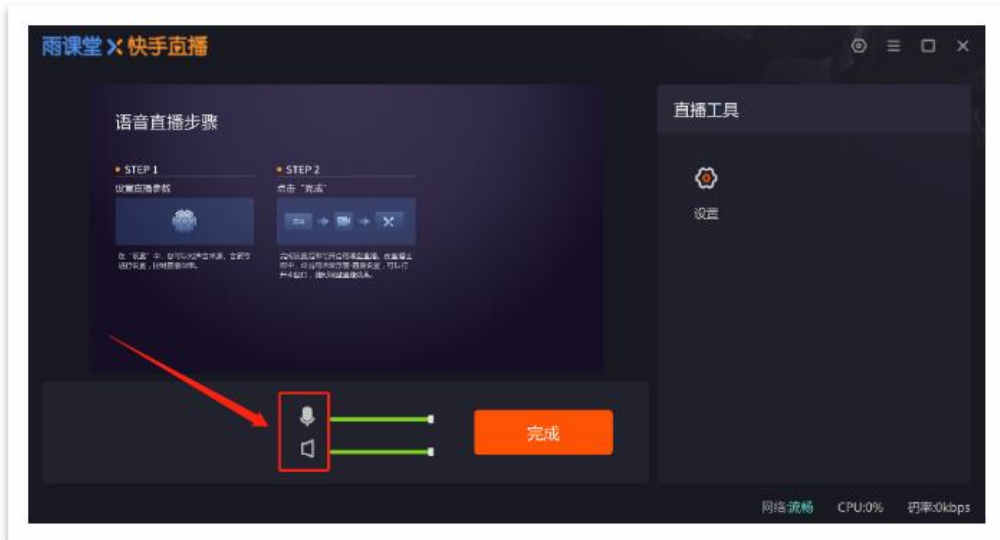 雨课堂 X 快手直播
语音直播步骤
STEP 1
设置直播参数
STEP 2
点击“完成”
直播工具
设置
完成
网络:流畅 CPU:0% 码率:0kbps